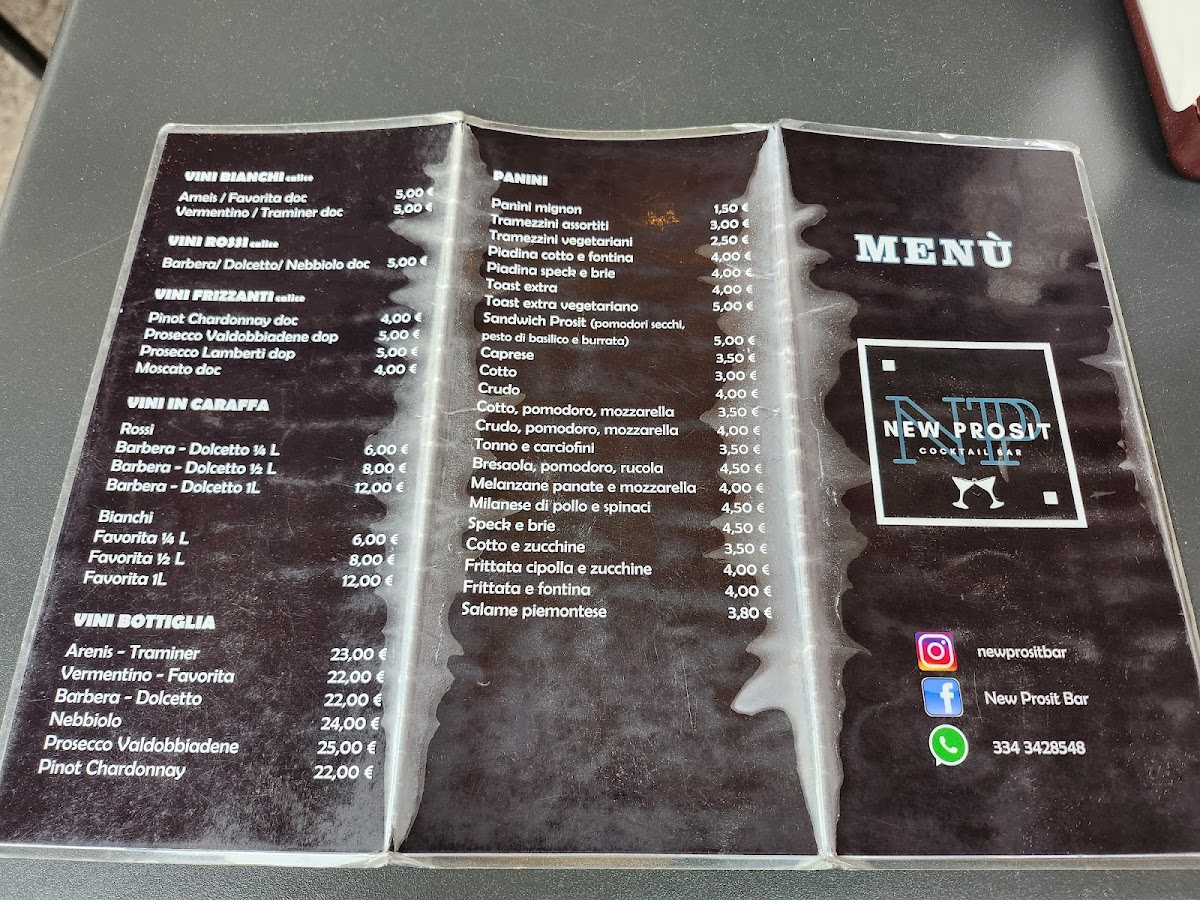 VINI BIANCHI calice
Arneis / Favorita doc 5,00 €
Vermentino / Traminer doc 5,00 €
VINI ROSSI calice
Barbera/ Dolcetto/ Nebbiolo doc 5,00 €
VINI FRIZZANTI calice
Pinot Chardonnay doc 4,00 €
Prosecco Valdobbiadene dop 5,00 €
Prosecco Lamberti dop 5,00 €
Moscato doc 4,00 €
VINI IN CARAFFA
Rossi
Barbera - Dolcetto ¼ L 6,00 €
Barbera - Dolcetto ½ L 8,00 €
Barbera - Dolcetto 1L 12,00 €
Bianchi
Favorita ¼ L 6,00 €
Favorita ½ L 8,00 €
Favorita 1L 12,00 €
VINI BOTTIGLIA
Arenis - Traminer 23,00 €
Vermentino - Favorita 22,00 €
Barbera - Dolcetto 22,00 €
Nebbiolo 24,00 €
Prosecco Valdobbiadene 25,00 €
Pinot Chardonnay 22,00 €
PANINI
Panini mignon 1,50 €
Tramezzini assortiti 3,00 €
Tramezzini vegetariani 2,50 €
Piadina cotto e fontina 4,00 €
Piadina speck e brie 4,00 €
Toast extra 4,00 €
Toast extra vegetariano 5,00 €
Sandwich Prosit (pomodori secchi,
pesto di basilico e burrata) 5,00 €
Caprese 3,50 €
Cotto 3,00 €
Crudo 4,00 €
Cotto, pomodoro, mozzarella 3,50 €
Crudo, pomodoro, mozzarella 4,00 €
Tonno e carciofini 3,50 €
Bresaola, pomodoro, rucola 4,50 €
Melanzane panate e mozzarella 4,00 €
Milanese di pollo e spinaci 4,50 €
Speck e brie 4,50 €
Cotto e zucchine 3,50 €
Frittata cipolla e zucchine 4,00 €
Frittata e fontina 4,00 €
Salame piemontese 3,80 €
MENÙ
NP
NEW PROSIT
COCKTAIL BAR
newprositbar
New Prosit Bar
334 3428548